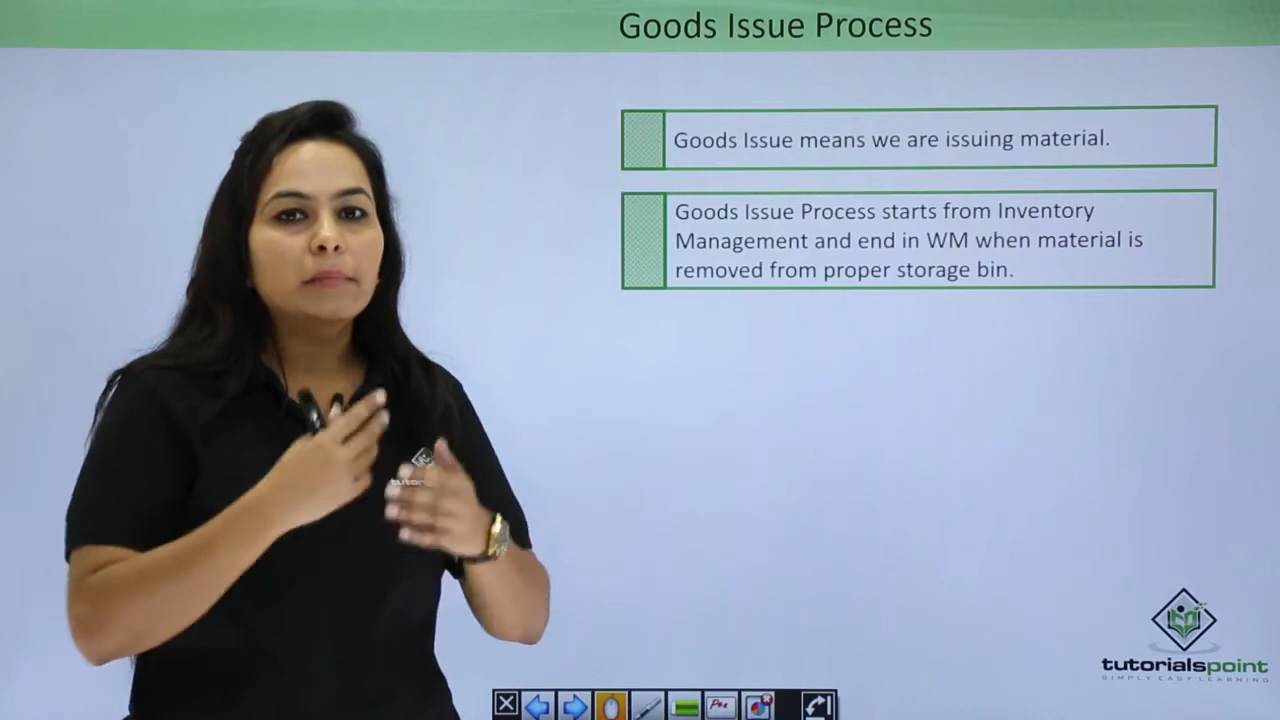 Goods Issue Process
Goods Issue means we are issuing material.
Goods Issue Process starts from Inventory
Management and end in WM when material is
removed from proper storage bin.
tutorialspoint
SIMPLY EASY LEARNING